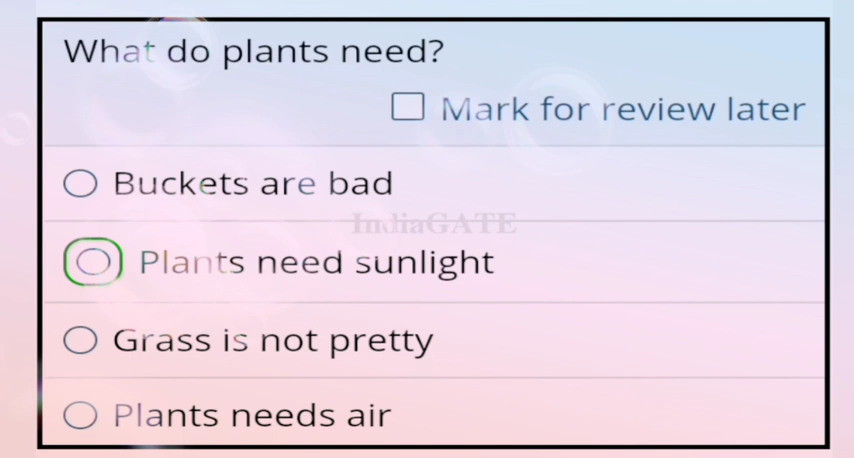 What do plants need?
Mark for review later
Buckets are bad
IndiaGATE
Plants need sunlight
Grass is not pretty
Plants needs air